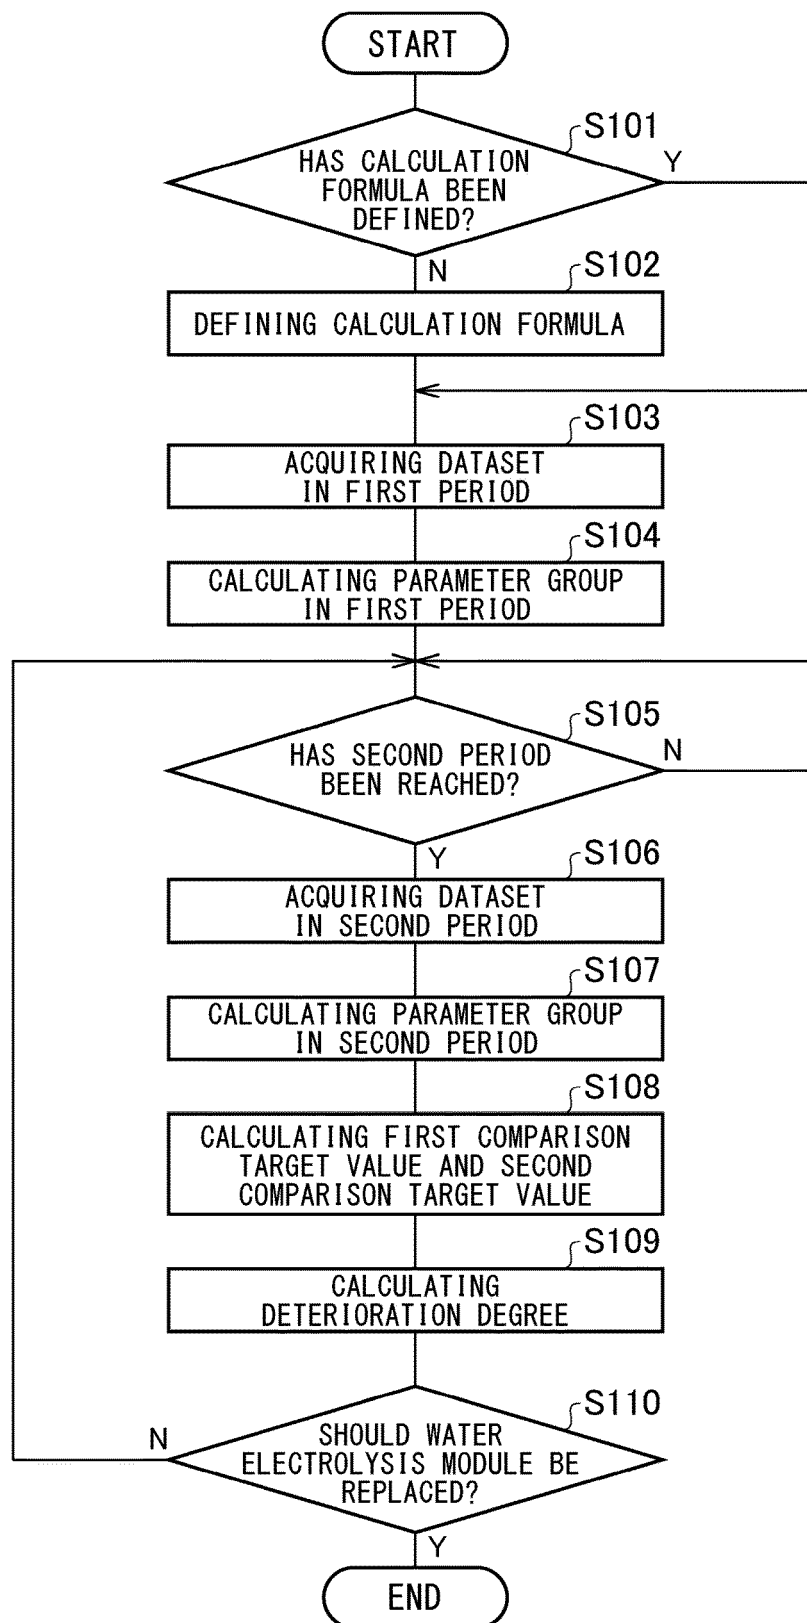 START
S101
HAS CALCULATION
FORMULA BEEN
DEFINED?
Y
N
S102
DEFINING CALCULATION FORMULA
S103
ACQUIRING DATASET
IN FIRST PERIOD
S104
CALCULATING PARAMETER GROUP
IN FIRST PERIOD
S105
HAS SECOND PERIOD
BEEN REACHED?
N
Y
S106
ACQUIRING DATASET
IN SECOND PERIOD
S107
CALCULATING PARAMETER GROUP
IN SECOND PERIOD
S108
CALCULATING FIRST COMPARISON
TARGET VALUE AND SECOND
COMPARISON TARGET VALUE
S109
CALCULATING
DETERIORATION DEGREE
S110
N
SHOULD WATER
ELECTROLYSIS MODULE BE
REPLACED?
Y
END